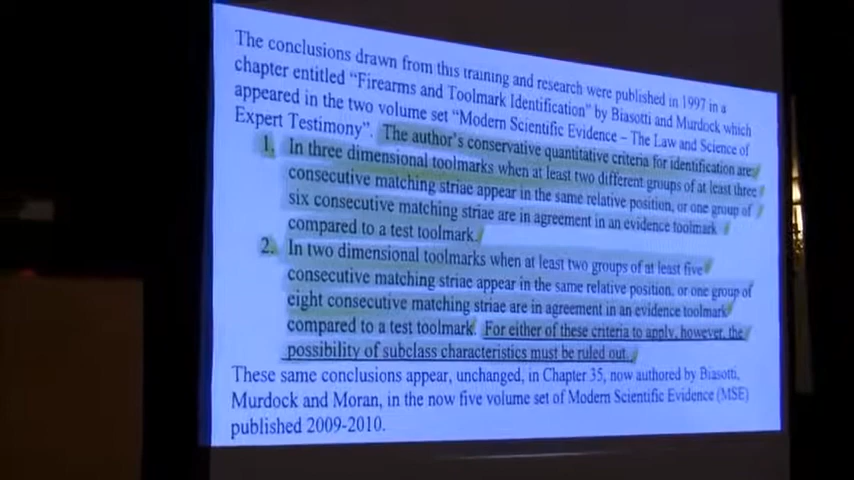 The conclusions drawn from this training and research were published in 1997 in a
chapter entitled “Firearms and Toolmark Identification” by Biasotti and Murdock which
appeared in the two volume set “Modern Scientific Evidence – The Law and Science of
Expert Testimony”. The author’s conservative quantitative criteria for identification are:
1. In three dimensional toolmarks when at least two different groups of at least three
consecutive matching striae appear in the same relative position, or one group of
six consecutive matching striae are in agreement in an evidence toolmark
compared to a test toolmark.
2. In two dimensional toolmarks when at least two groups of at least five
consecutive matching striae appear in the same relative position, or one group of
eight consecutive matching striae are in agreement in an evidence toolmark
compared to a test toolmark. For either of these criteria to apply, however, the
possibility of subclass characteristics must be ruled out.
These same conclusions appear, unchanged, in Chapter 35, now authored by Biasotti,
Murdock and Moran, in the now five volume set of Modern Scientific Evidence (MSE)
published 2009-2010.